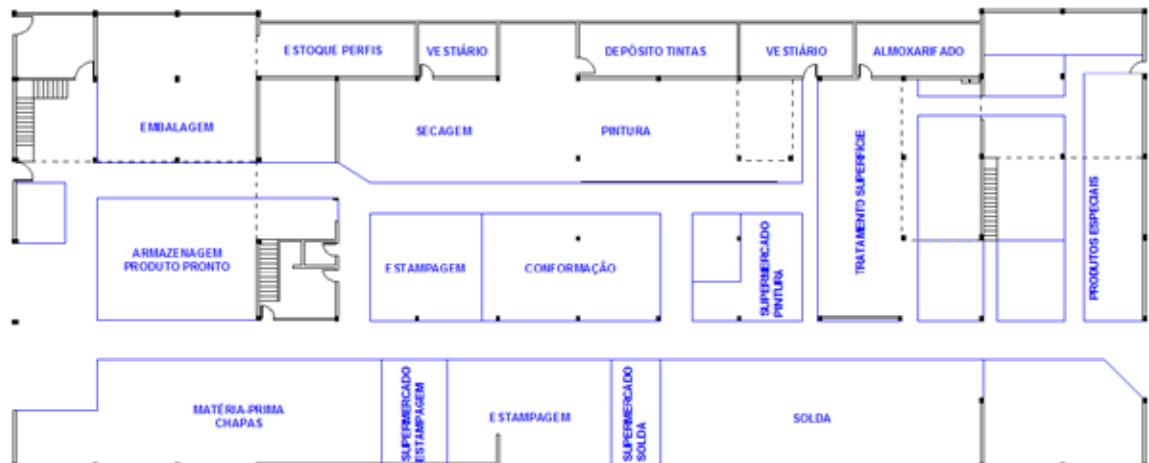 ESTOQUE PERFIS
VESTIÁRIO
DEPÓSITO TINTAS
VESTIÁRIO
ALMOXARIFADO
EMBALAGEM
SECAGEM
PINTURA
TRATAMENTO SUPERFÍCIE
PRODUTOS ESPECIAIS
ARMAZENAGEM
PRODUTO PRONTO
ESTAMPAGEM
CONFORMAÇÃO
SUPERMERCADO
PINTURA
MATÉRIA-PRIMA
CHAPAS
SUPERMERCADO
ESTAMPAGEM
ESTAMPAGEM
SUPERMERCADO
SOLDA
SOLDA